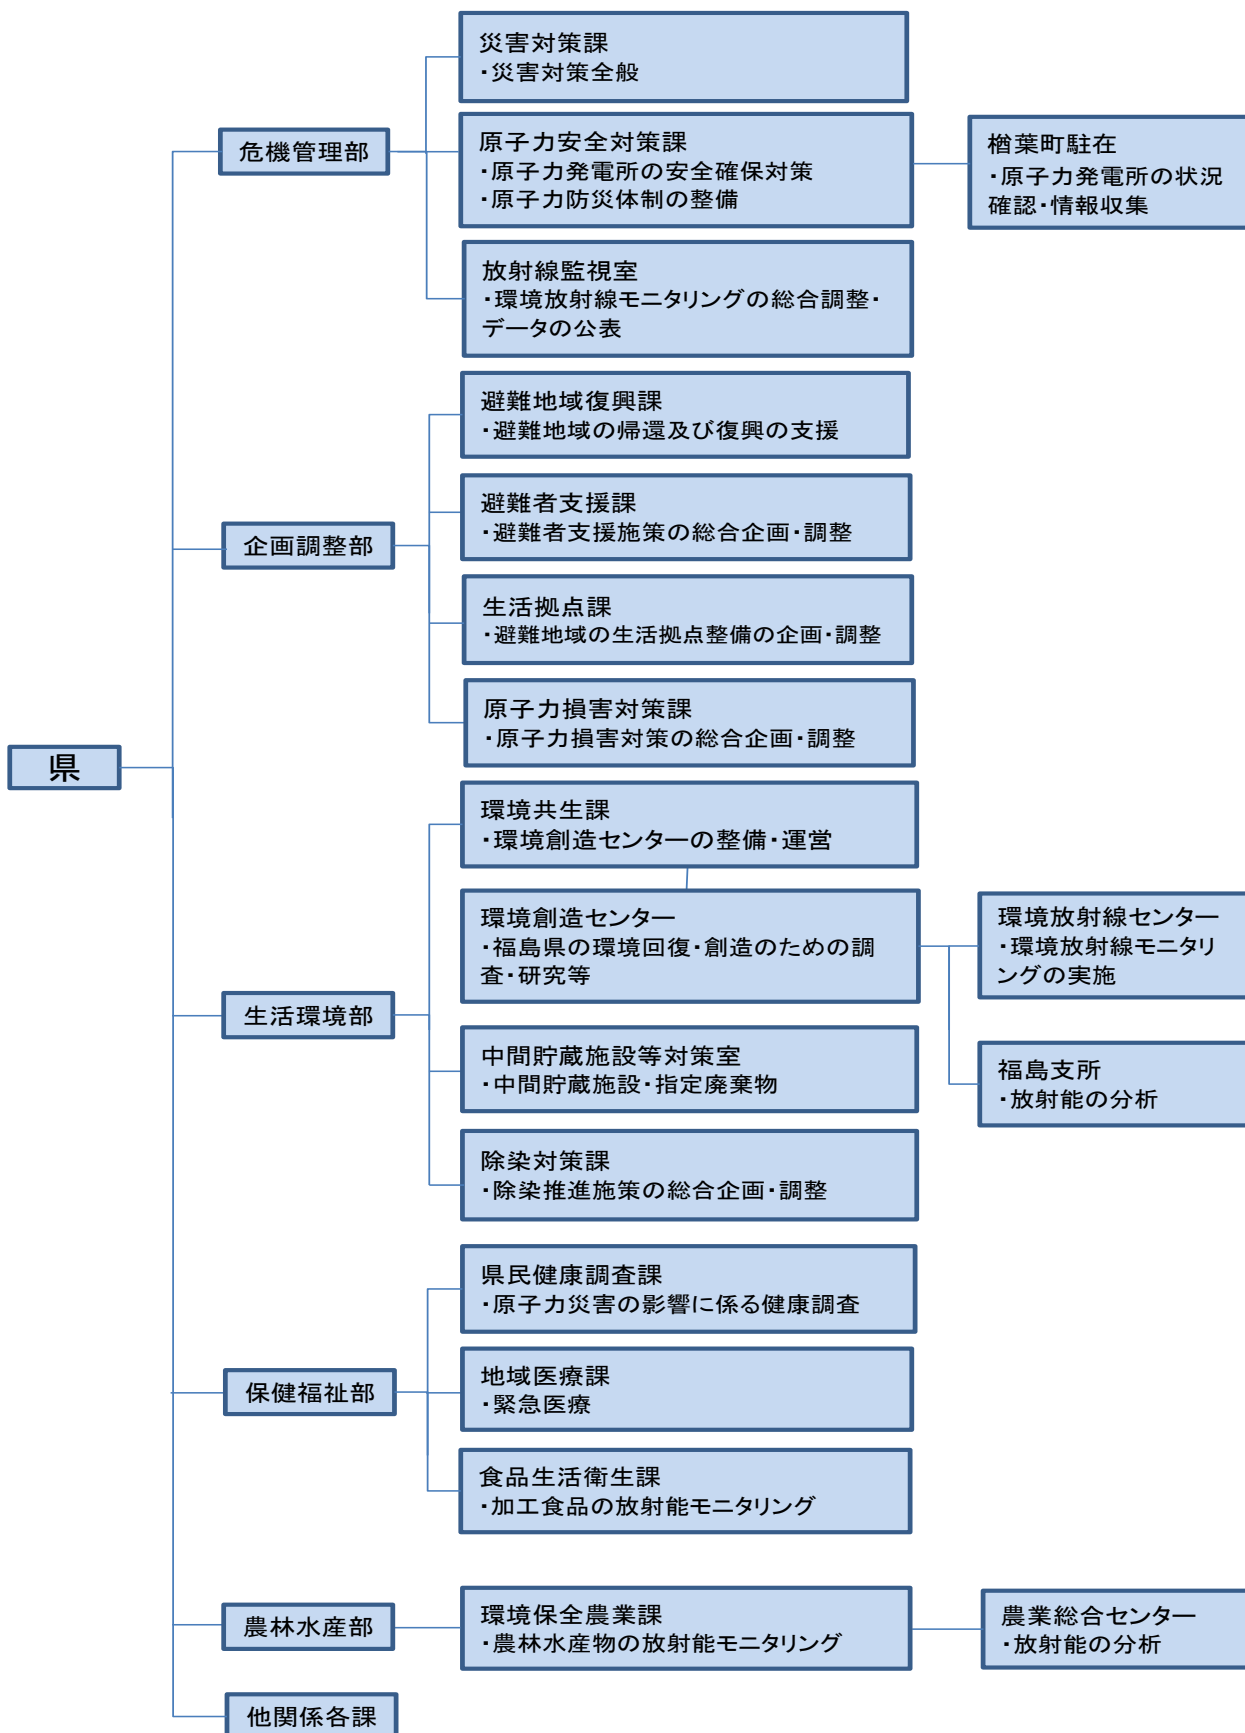 県
危機管理部
災害対策課
・災害対策全般
原子力安全対策課
・原子力発電所の安全確保対策
・原子力防災体制の整備
楢葉町駐在
・原子力発電所の状況
確認・情報収集
放射線監視室
・環境放射線モニタリングの総合調整・
データの公表
企画調整部
避難地域復興課
・避難地域の帰還及び復興の支援
避難者支援課
・避難者支援施策の総合企画・調整
生活拠点課
・避難地域の生活拠点整備の企画・調整
原子力損害対策課
・原子力損害対策の総合企画・調整
生活環境部
環境共生課
・環境創造センターの整備・運営
環境創造センター
・福島県の環境回復・創造のための調
査・研究等
環境放射線センター
・環境放射線モニタリ
ングの実施
福島支所
・放射能の分析
中間貯蔵施設等対策室
・中間貯蔵施設・指定廃棄物
除染対策課
・除染推進施策の総合企画・調整
保健福祉部
県民健康調査課
・原子力災害の影響に係る健康調査
地域医療課
・緊急医療
食品生活衛生課
・加工食品の放射能モニタリング
農林水産部
環境保全農業課
・農林水産物の放射能モニタリング
農業総合センター
・放射能の分析
他関係各課